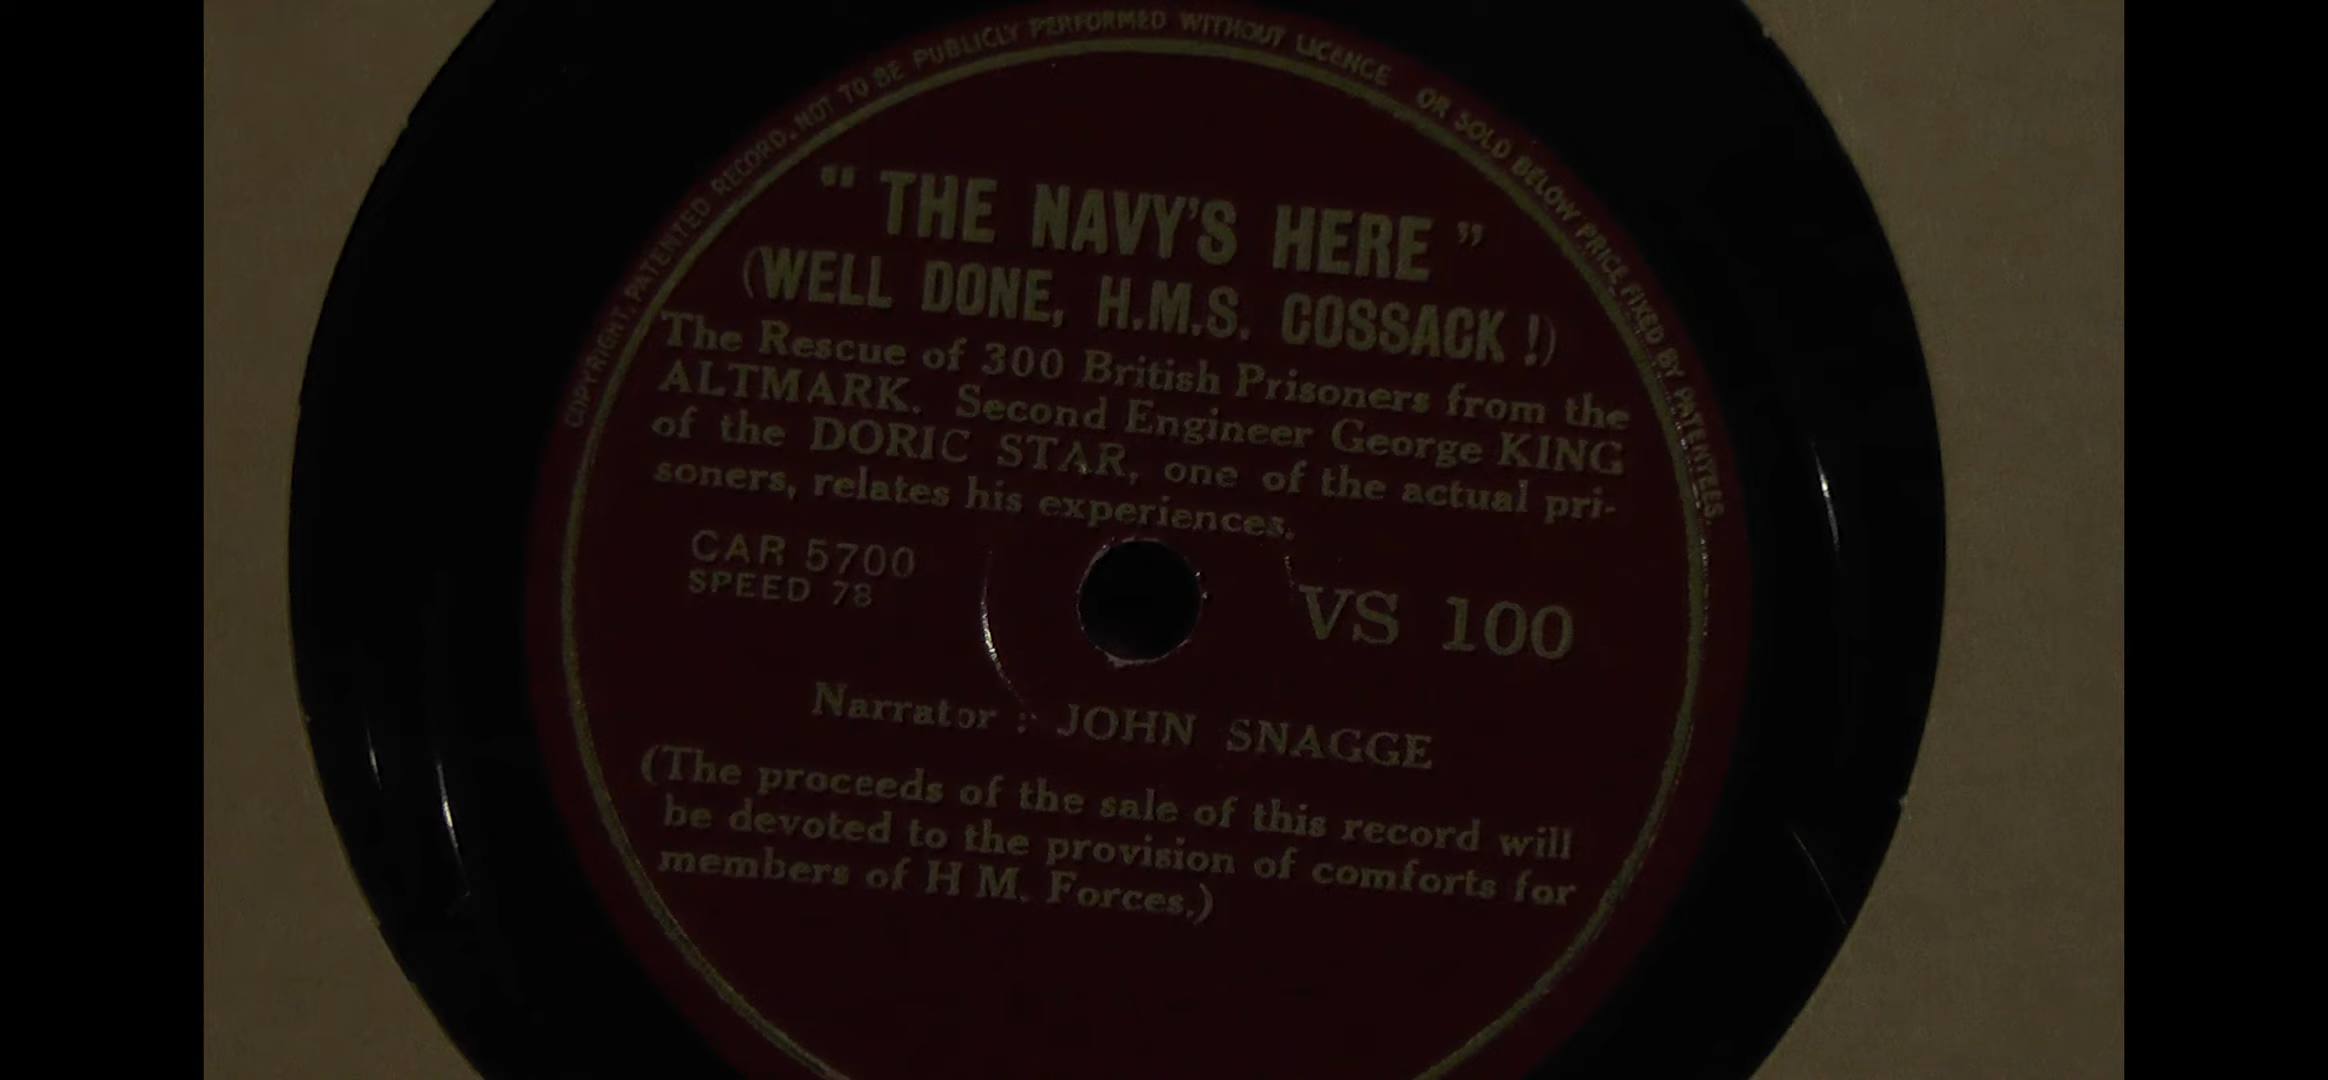 COPYRIGHT, PATENTED RECORD, NOT TO BE PUBLICLY PERFORMED WITHOUT LICENCE OR SOLD BELOW PRICE FIXED BY PATENTEES.
" THE NAVY'S HERE "
(WELL DONE, H.M.S. COSSACK !)
The Rescue of 300 British Prisoners from the
ALTMARK. Second Engineer George KING
of the DORIC STAR, one of the actual pri-
soners, relates his experiences.
CAR 5700
SPEED 78
VS 100
Narrator : JOHN SNAGGE
(The proceeds of the sale of this record will
be devoted to the provision of comforts for
members of H M. Forces.)